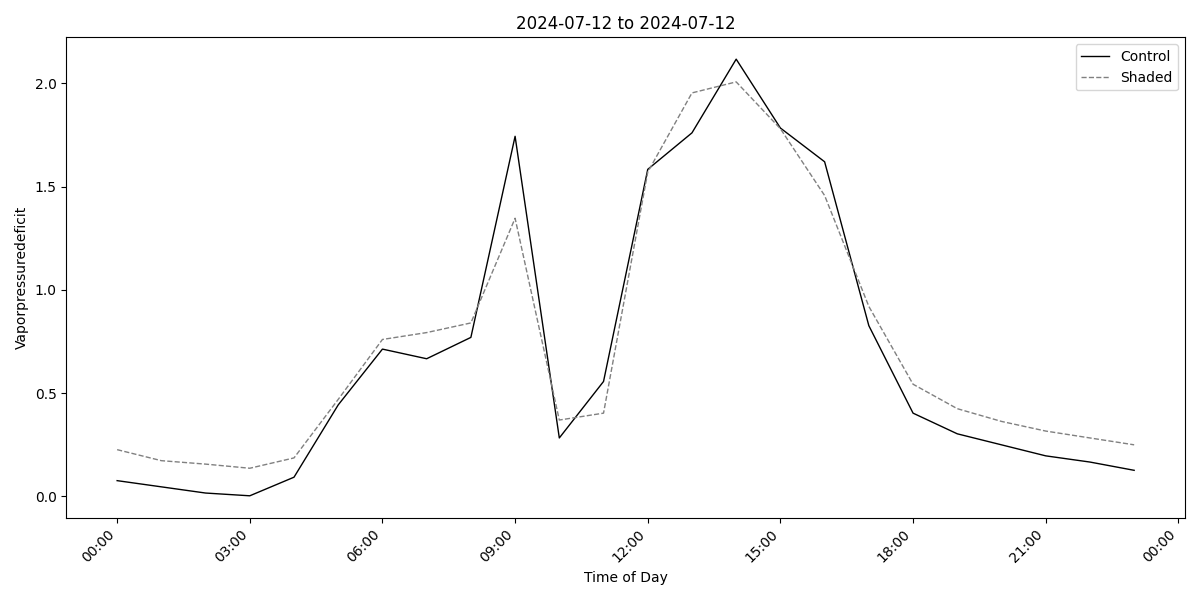 2024-07-12 to 2024-07-12
Control
Shaded
Vaporpressuredeficit
2.0
1.5
1.0
0.5
0.0
00:00 03:00 06:00 09:00 12:00 15:00 18:00 21:00 00:00
Time of Day